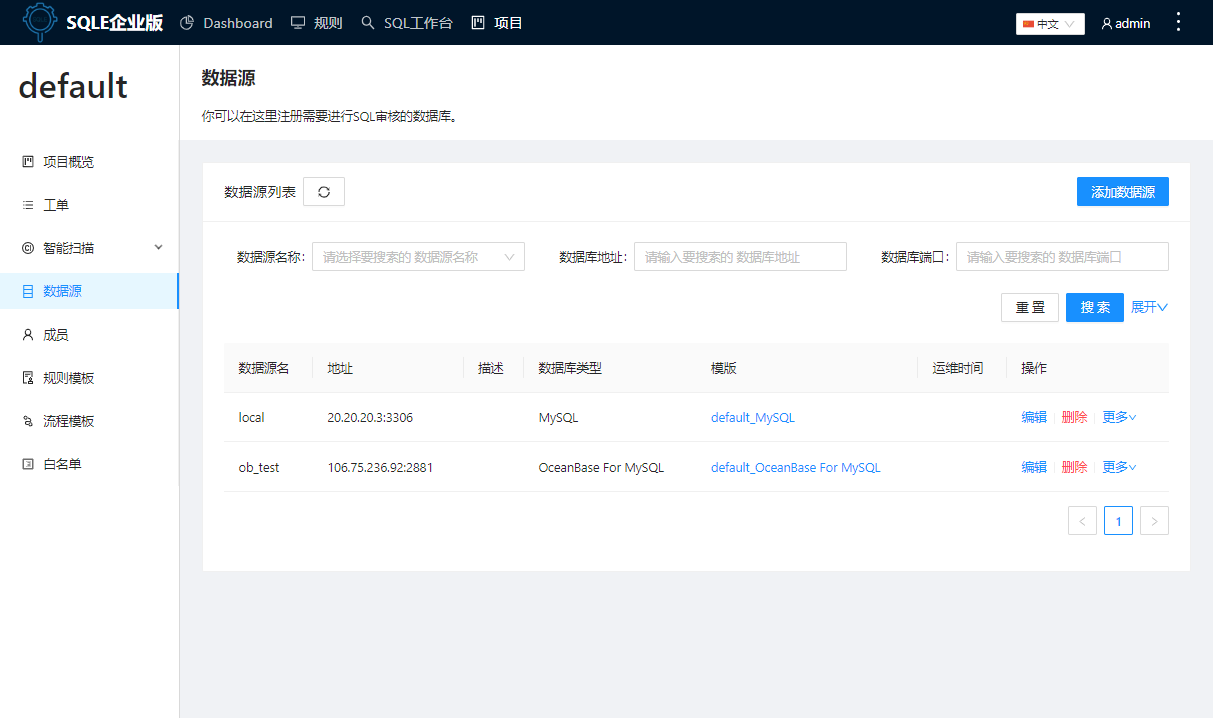 SQLE企业版 Dashboard 规则 SQL工作台 项目 中文 admin
default
项目概览
工单
智能扫描
数据源
成员
规则模板
流程模板
白名单
数据源
你可以在这里注册需要进行SQL审核的数据库。
数据源列表 添加数据源
数据源名称: 请选择要搜索的 数据源名称 数据库地址: 请输入要搜索的 数据库地址 数据库端口: 请输入要搜索的 数据库端口
重 置 搜 索 展开
数据源名 地址 描述 数据库类型 模版 运维时间 操作
local 20.20.20.3:3306 MySQL default_MySQL 编辑 删除 更多
ob_test 106.75.236.92:2881 OceanBase For MySQL default_OceanBase For MySQL 编辑 删除 更多
< 1 >